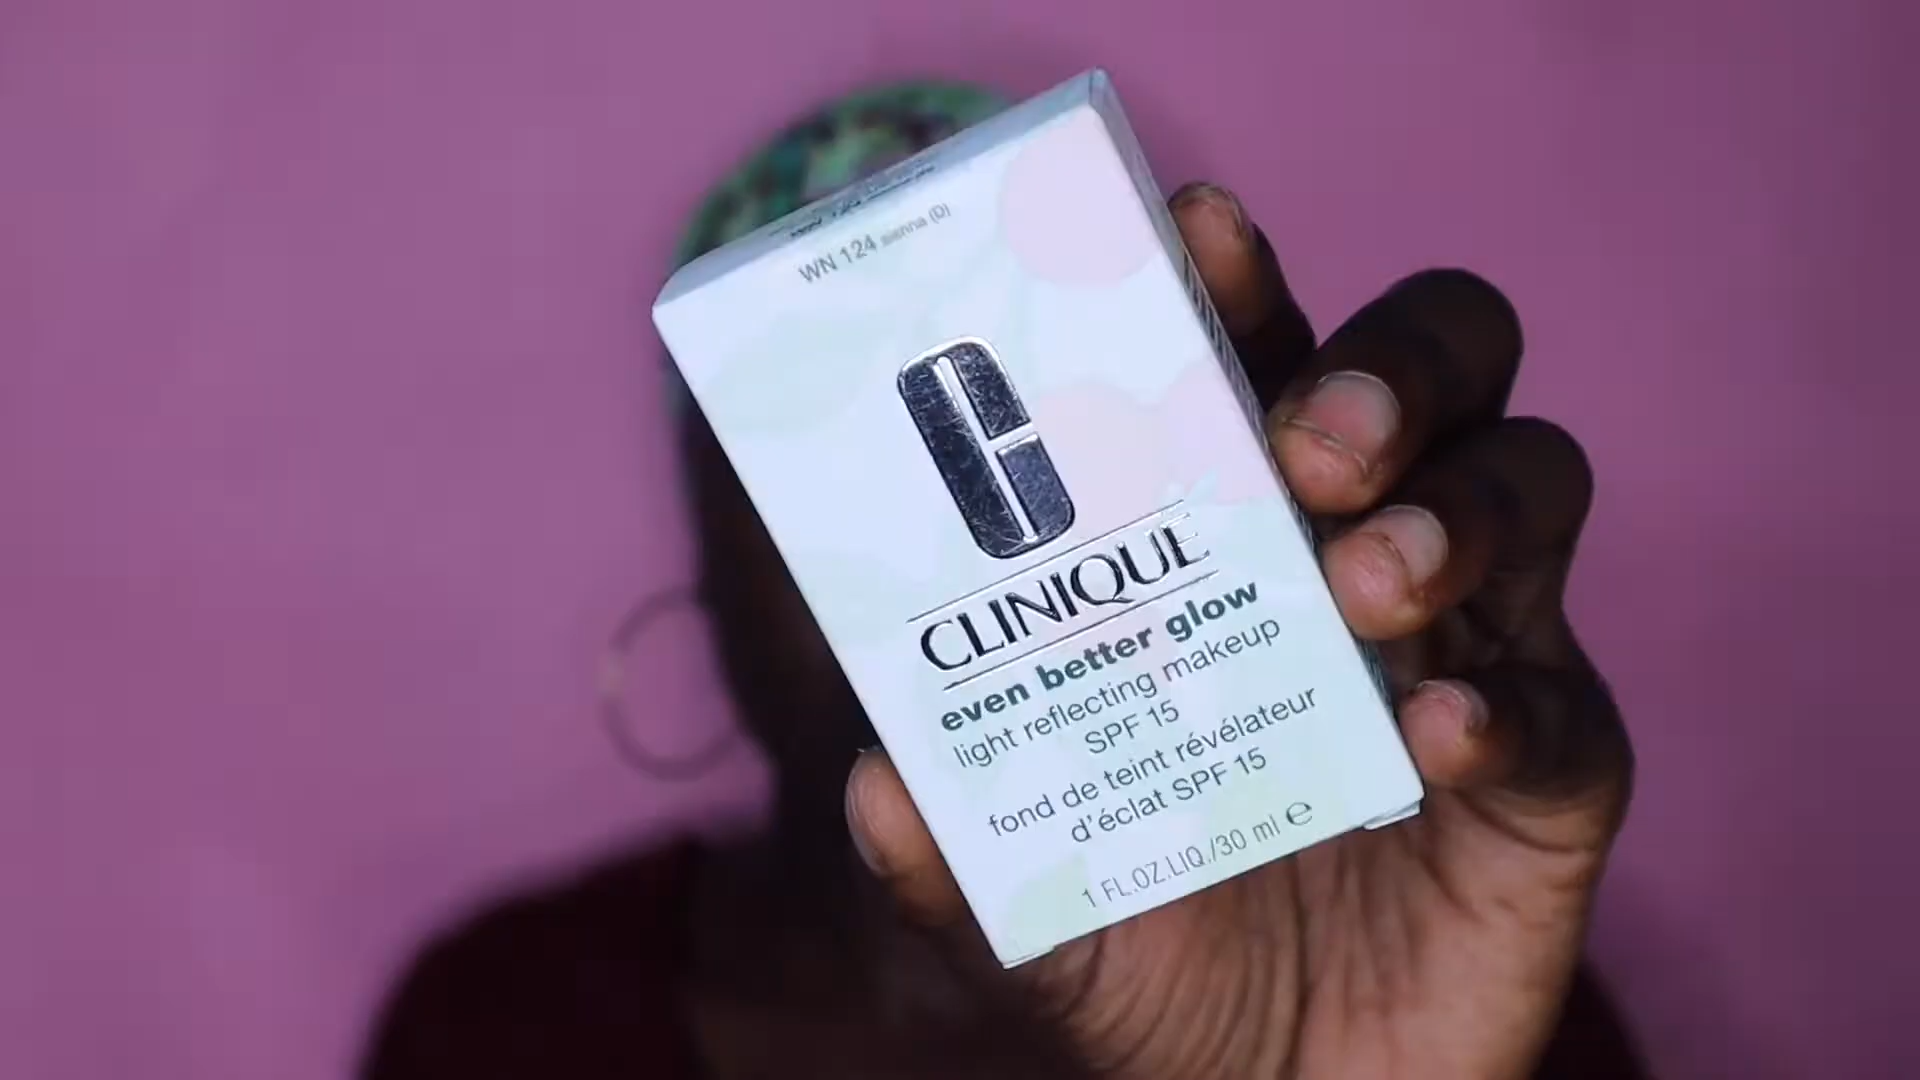 WN 124 sienna (D)
CLINIQUE
even better glow
light reflecting makeup
SPF 15
fond de teint révélateur
d'éclat SPF 15
1 FL.OZ.LIQ./30 ml ℮